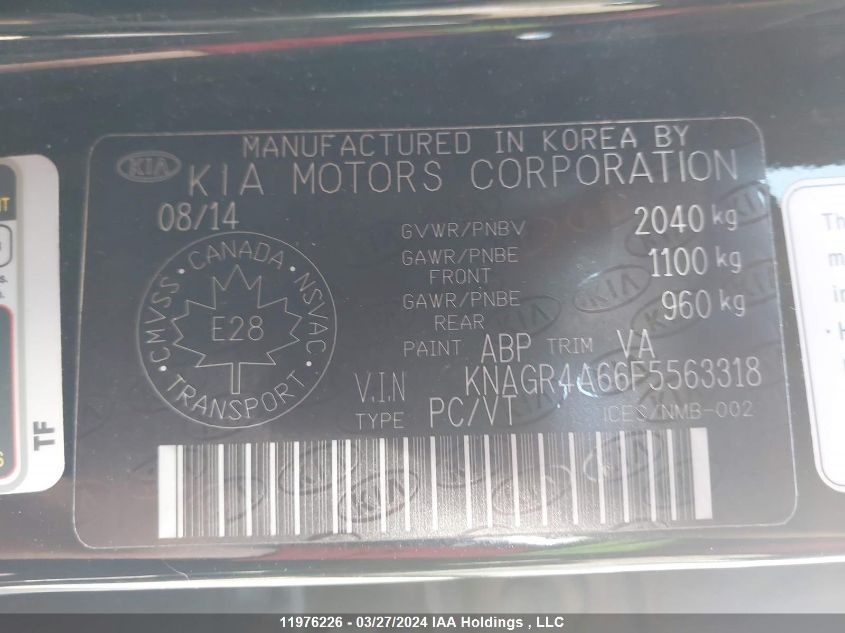 MANUFACTURED IN KOREA BY
KIA KIA MOTORS CORPORATION
08/14
GVWR/PNBV 2040 kg
GAWR/PNBE FRONT 1100 kg
GAWR/PNBE REAR 960 kg
CMVSS • CANADA • NSVAC • TRANSPORT •
E28
PAINT ABP TRIM VA
V.I.N KNAGR4A66F5563318
TYPE PC/VT ICES/NMB-002
TF
11976226 - 03/27/2024 IAA Holdings , LLC